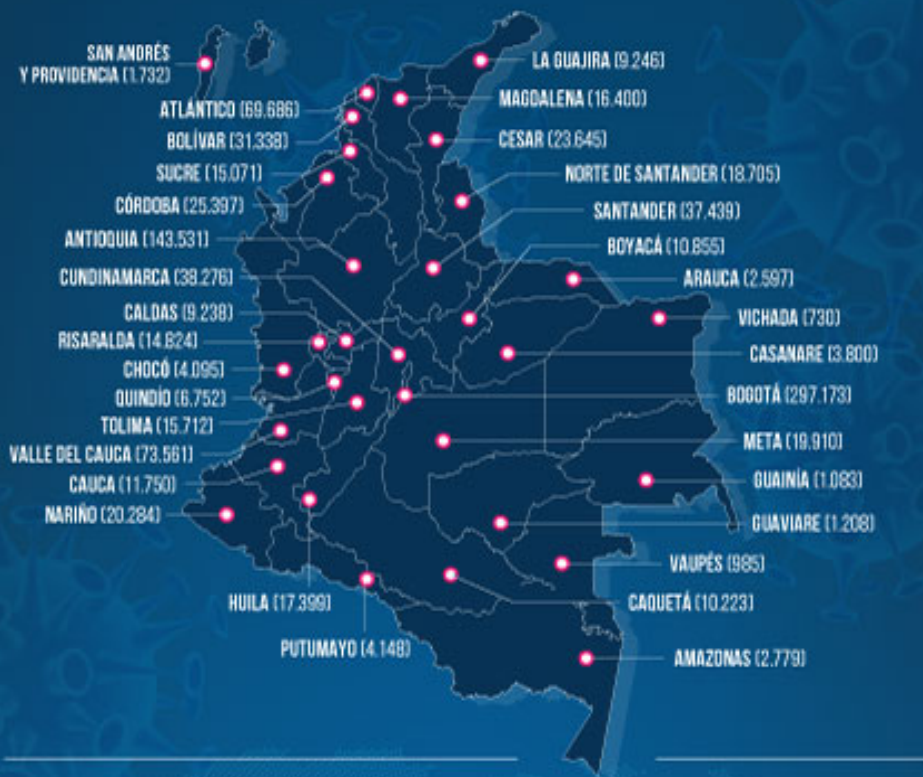 SAN ANDRÉS
Y PROVIDENCIA (1.732)
ATLÁNTICO (69.686)
BOLÍVAR (31.338)
SUCRE (15.071)
CÓRDOBA (25.397)
ANTIOQUIA (143.531)
CUNDINAMARCA (38.276)
CALDAS (9.238)
RISARALDA (14.824)
CHOCÓ (4.095)
QUINDÍO (6.752)
TOLIMA (15.712)
VALLE DEL CAUCA (73.561)
CAUCA (11.750)
NARIÑO (20.284)
HUILA (17.399)
PUTUMAYO (4.148)
LA GUAJIRA (9.246)
MAGDALENA (16.400)
CESAR (23.645)
NORTE DE SANTANDER (18.705)
SANTANDER (37.439)
BOYACÁ (10.855)
ARAUCA (2.597)
VICHADA (730)
CASANARE (3.800)
BOGOTÁ (297.173)
META (19.910)
GUAINÍA (1.083)
GUAVIARE (1.208)
VAUPÉS (985)
CAQUETÁ (10.223)
AMAZONAS (2.779)